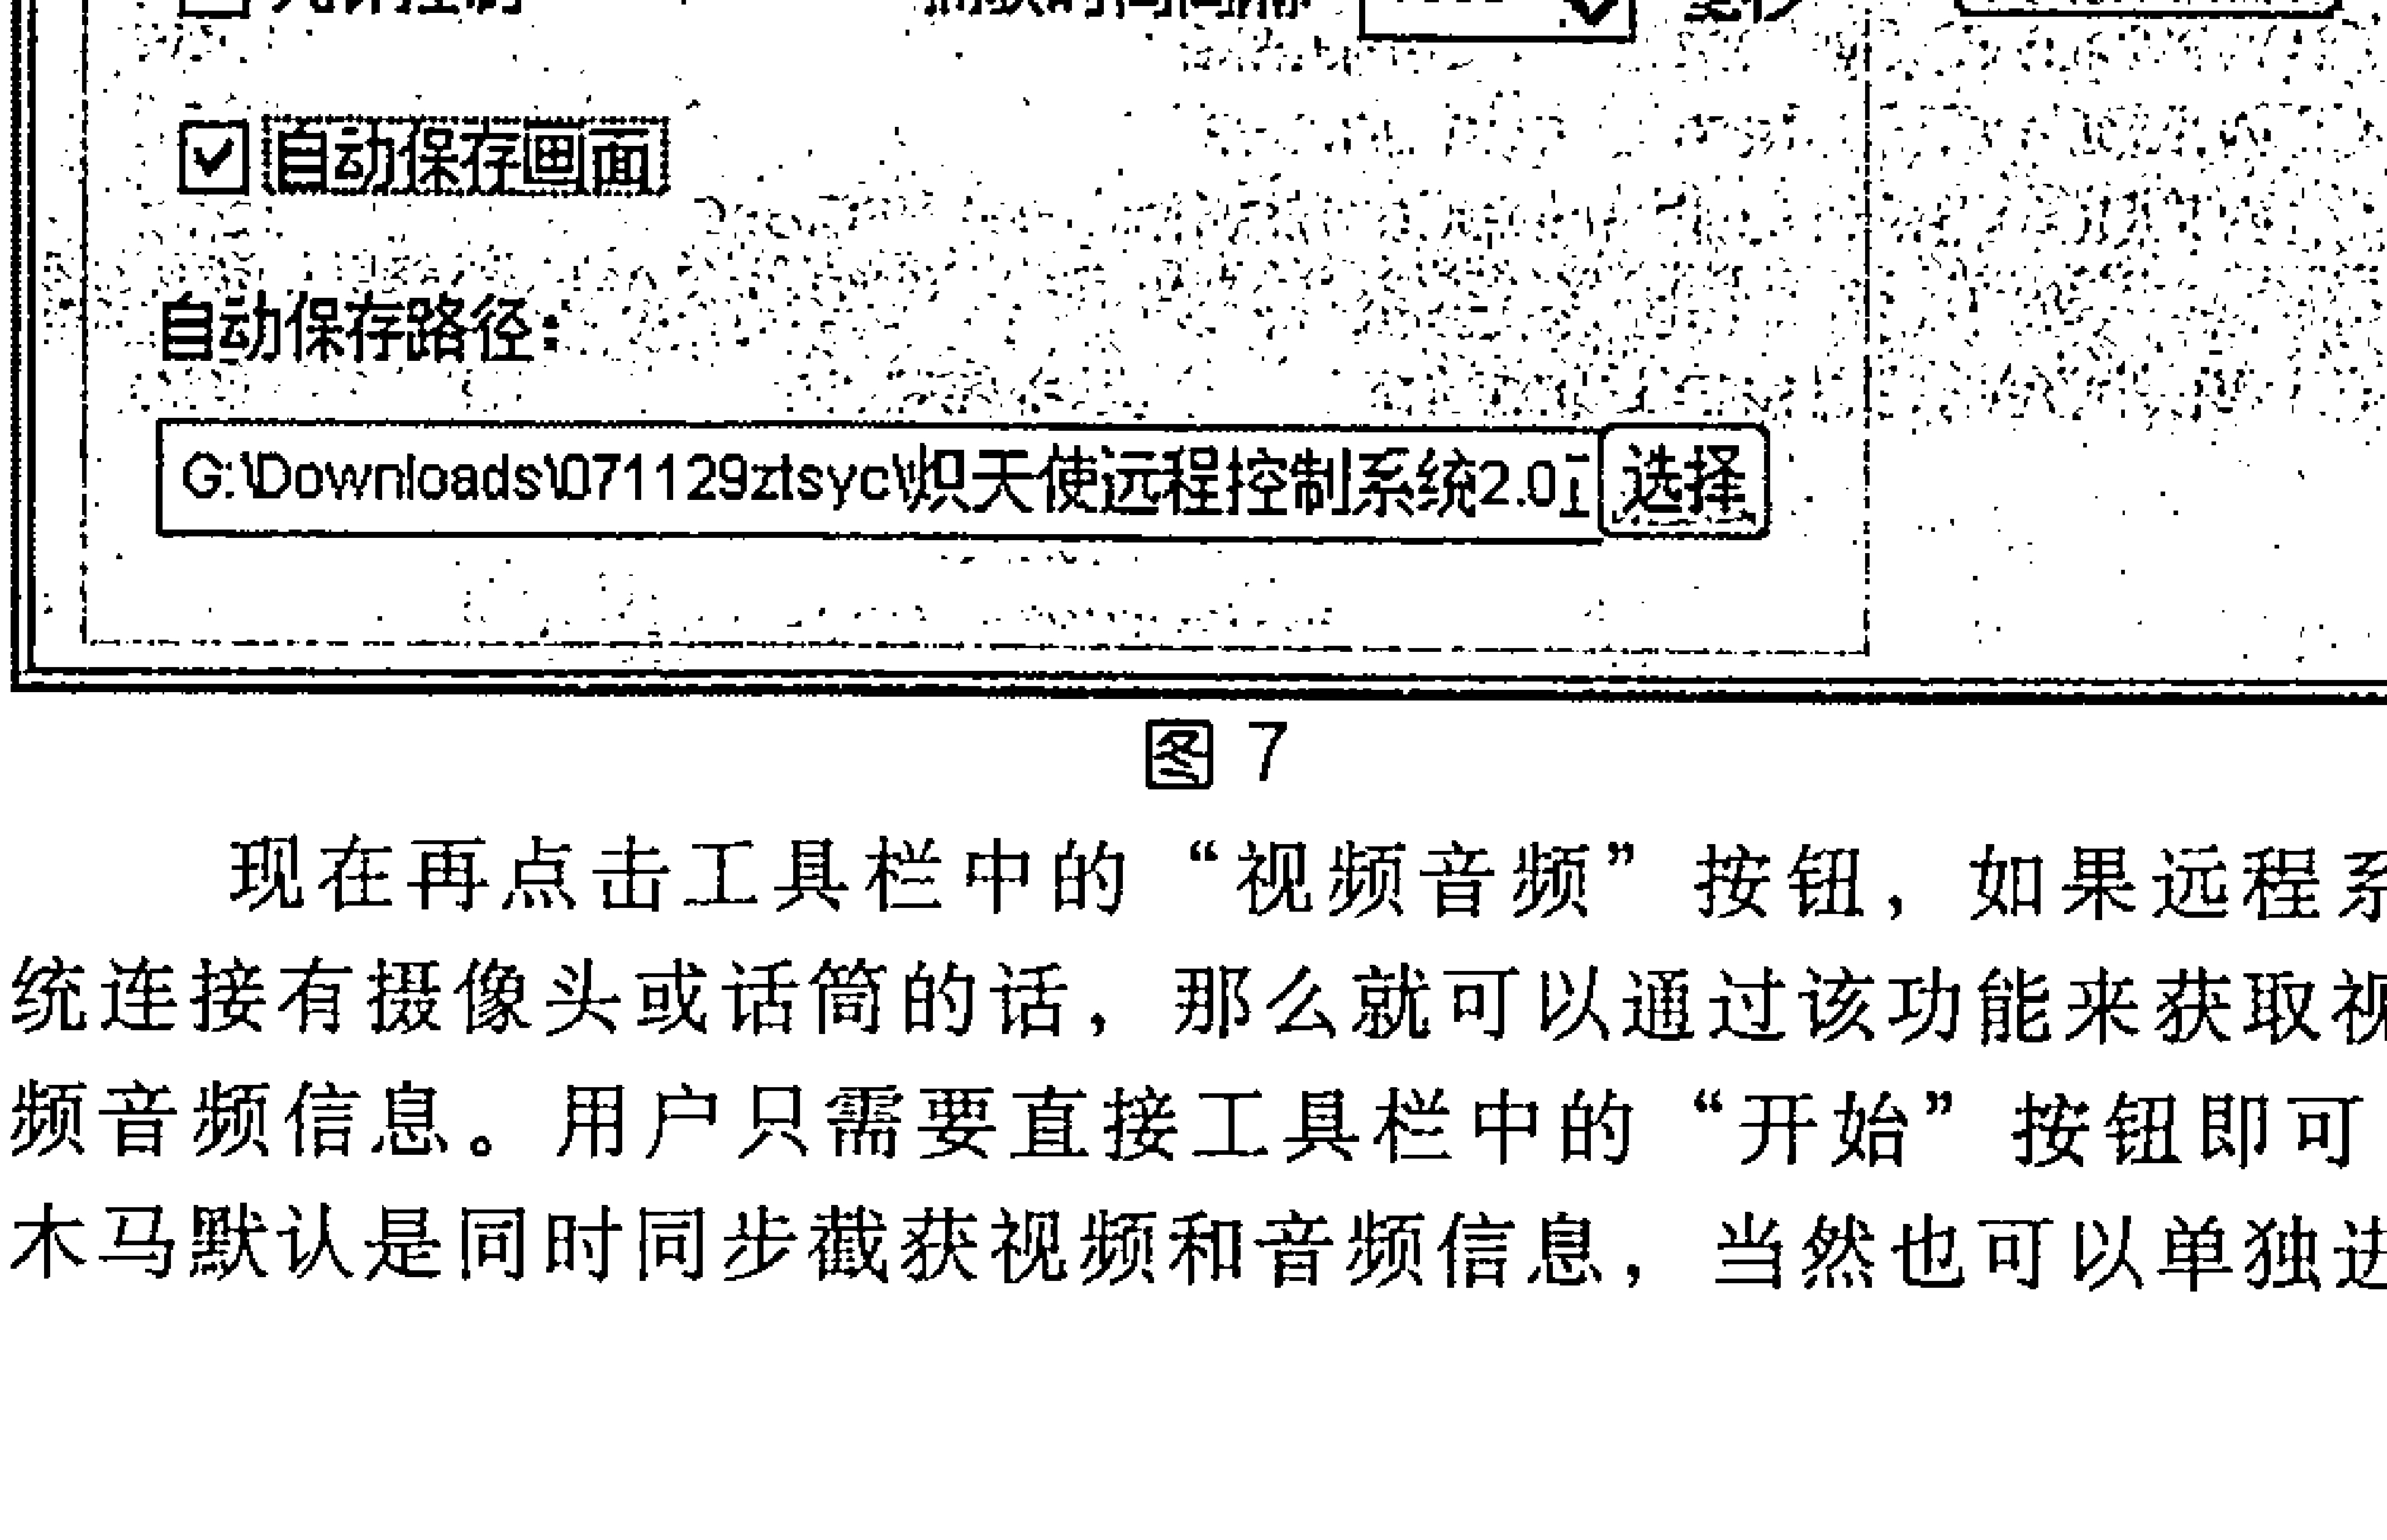 自动保存画面
自动保存路径:
G:\Downloads\071129ztsyc\炽天使远程控制系统2.0正 选择
图 7
现在再点击工具栏中的“视频音频”按钮，如果远程系
统连接有摄像头或话筒的话，那么就可以通过该功能来获取视
频音频信息。用户只需要直接工具栏中的“开始”按钮即可
木马默认是同时同步截获视频和音频信息，当然也可以单独进